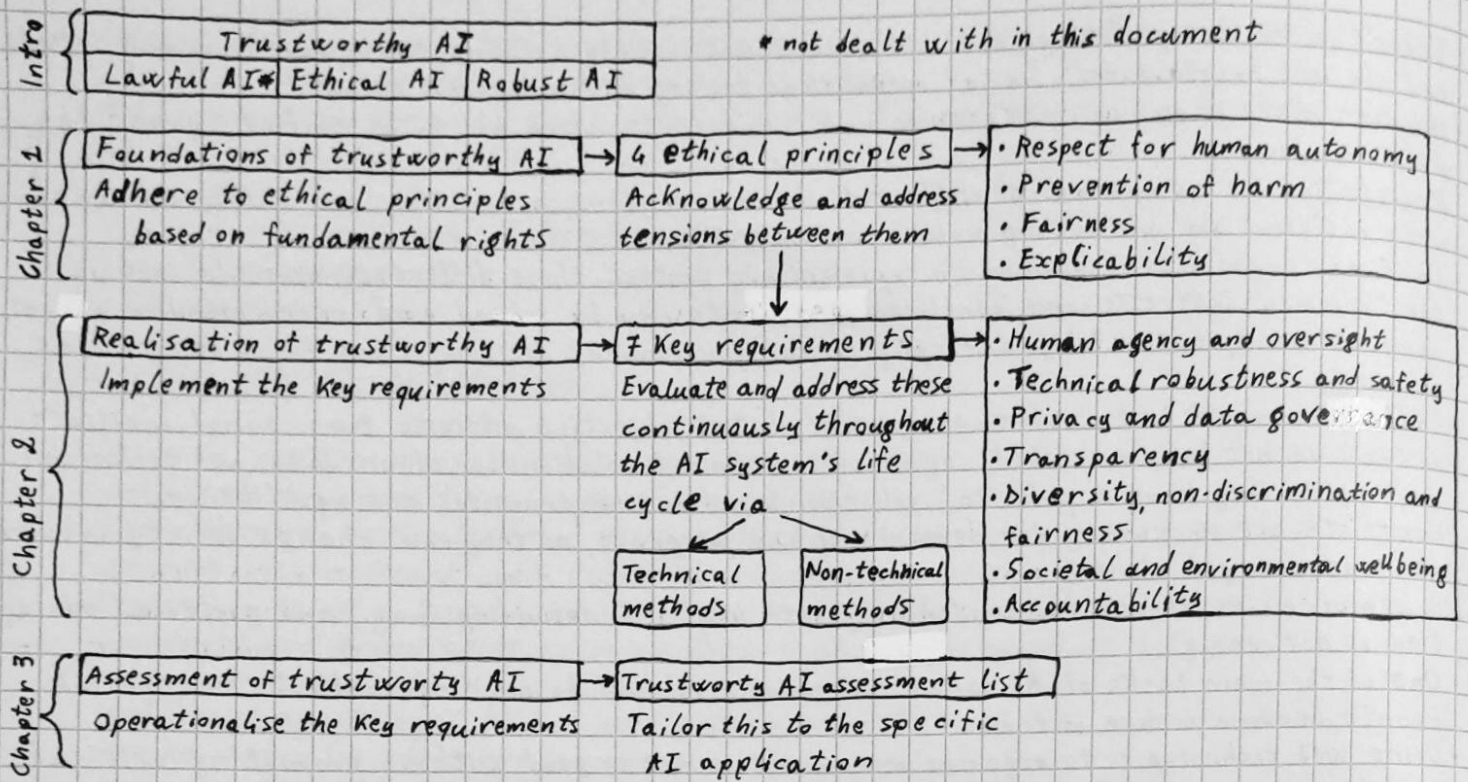 Intro
Trustworthy AI
* not dealt with in this document
Lawful AI* Ethical AI Robust AI
Chapter 1
Foundations of trustworthy AI
Adhere to ethical principles
based on fundamental rights
4 ethical principles
Acknowledge and address
tensions between them
• Respect for human autonomy
• Prevention of harm
• Fairness
• Explicability
Chapter 2
Realisation of trustworthy AI
Implement the key requirements
7 Key requirements
Evaluate and address these
continuously throughout
the AI system's life
cycle via
Technical
methods
Non-technical
methods
• Human agency and oversight
• Technical robustness and safety
• Privacy and data governance
• Transparency
• Diversity, non-discrimination and
fairness
• Societal and environmental wellbeing
• Accountability
Chapter 3
Assessment of trustworty AI
Operationalise the key requirements
Trustworty AI assessment list
Tailor this to the specific
AI application